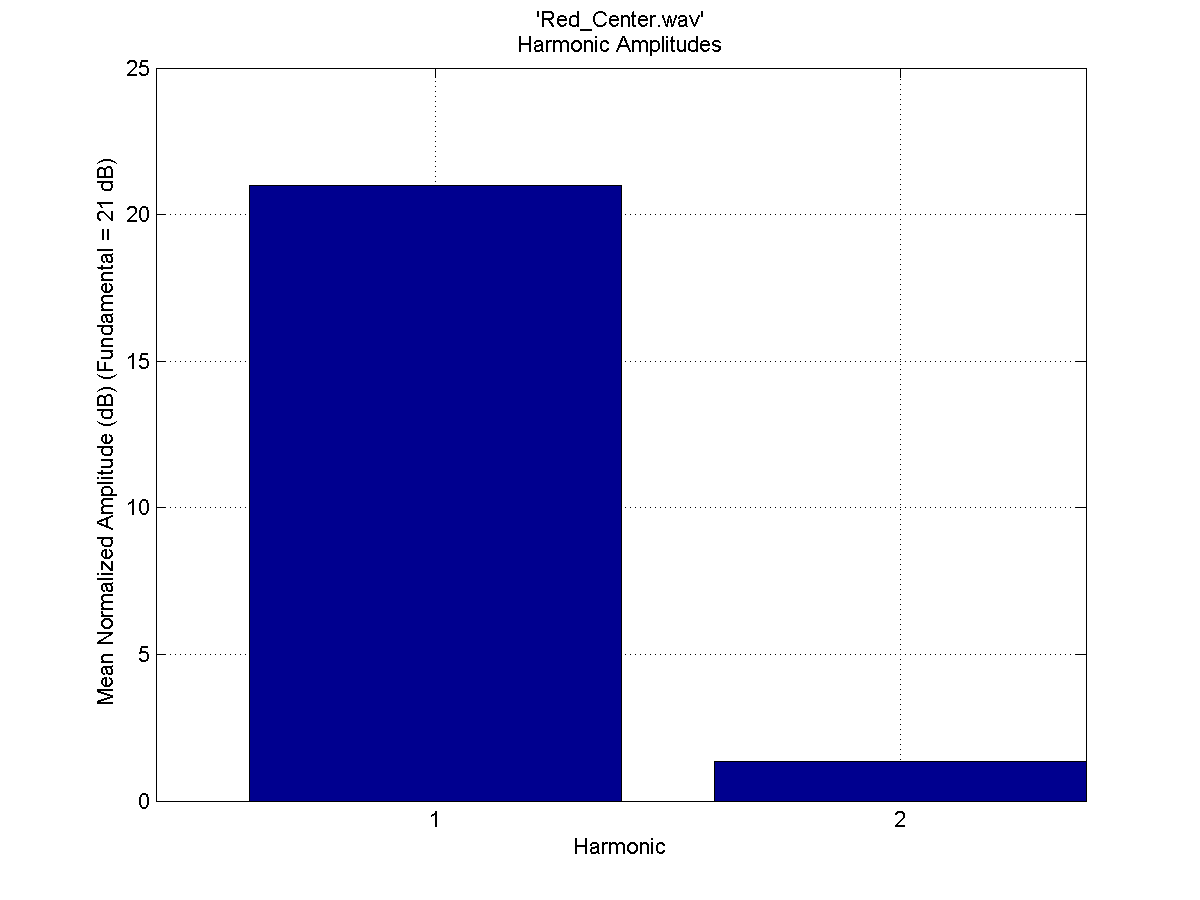 'Red_Center.wav'
Harmonic Amplitudes
Mean Normalized Amplitude (dB) (Fundamental = 21 dB)
25
20
15
10
5
0
1
2
Harmonic